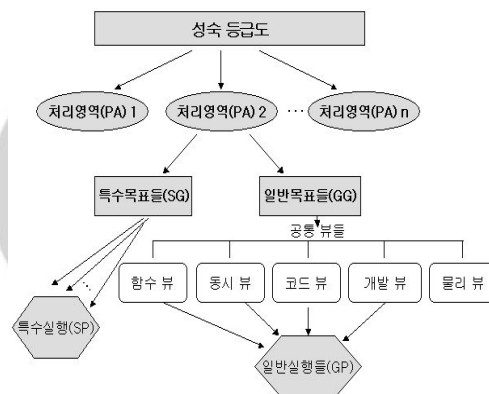 성숙 등급도
처리영역(PA) 1
처리영역(PA) 2
···
처리영역(PA) n
특수목표들(SG)
일반목표들(GG)
공통 뷰들
함수 뷰
동시 뷰
코드 뷰
개발 뷰
물리 뷰
특수실행(SP)
일반실행들(GP)